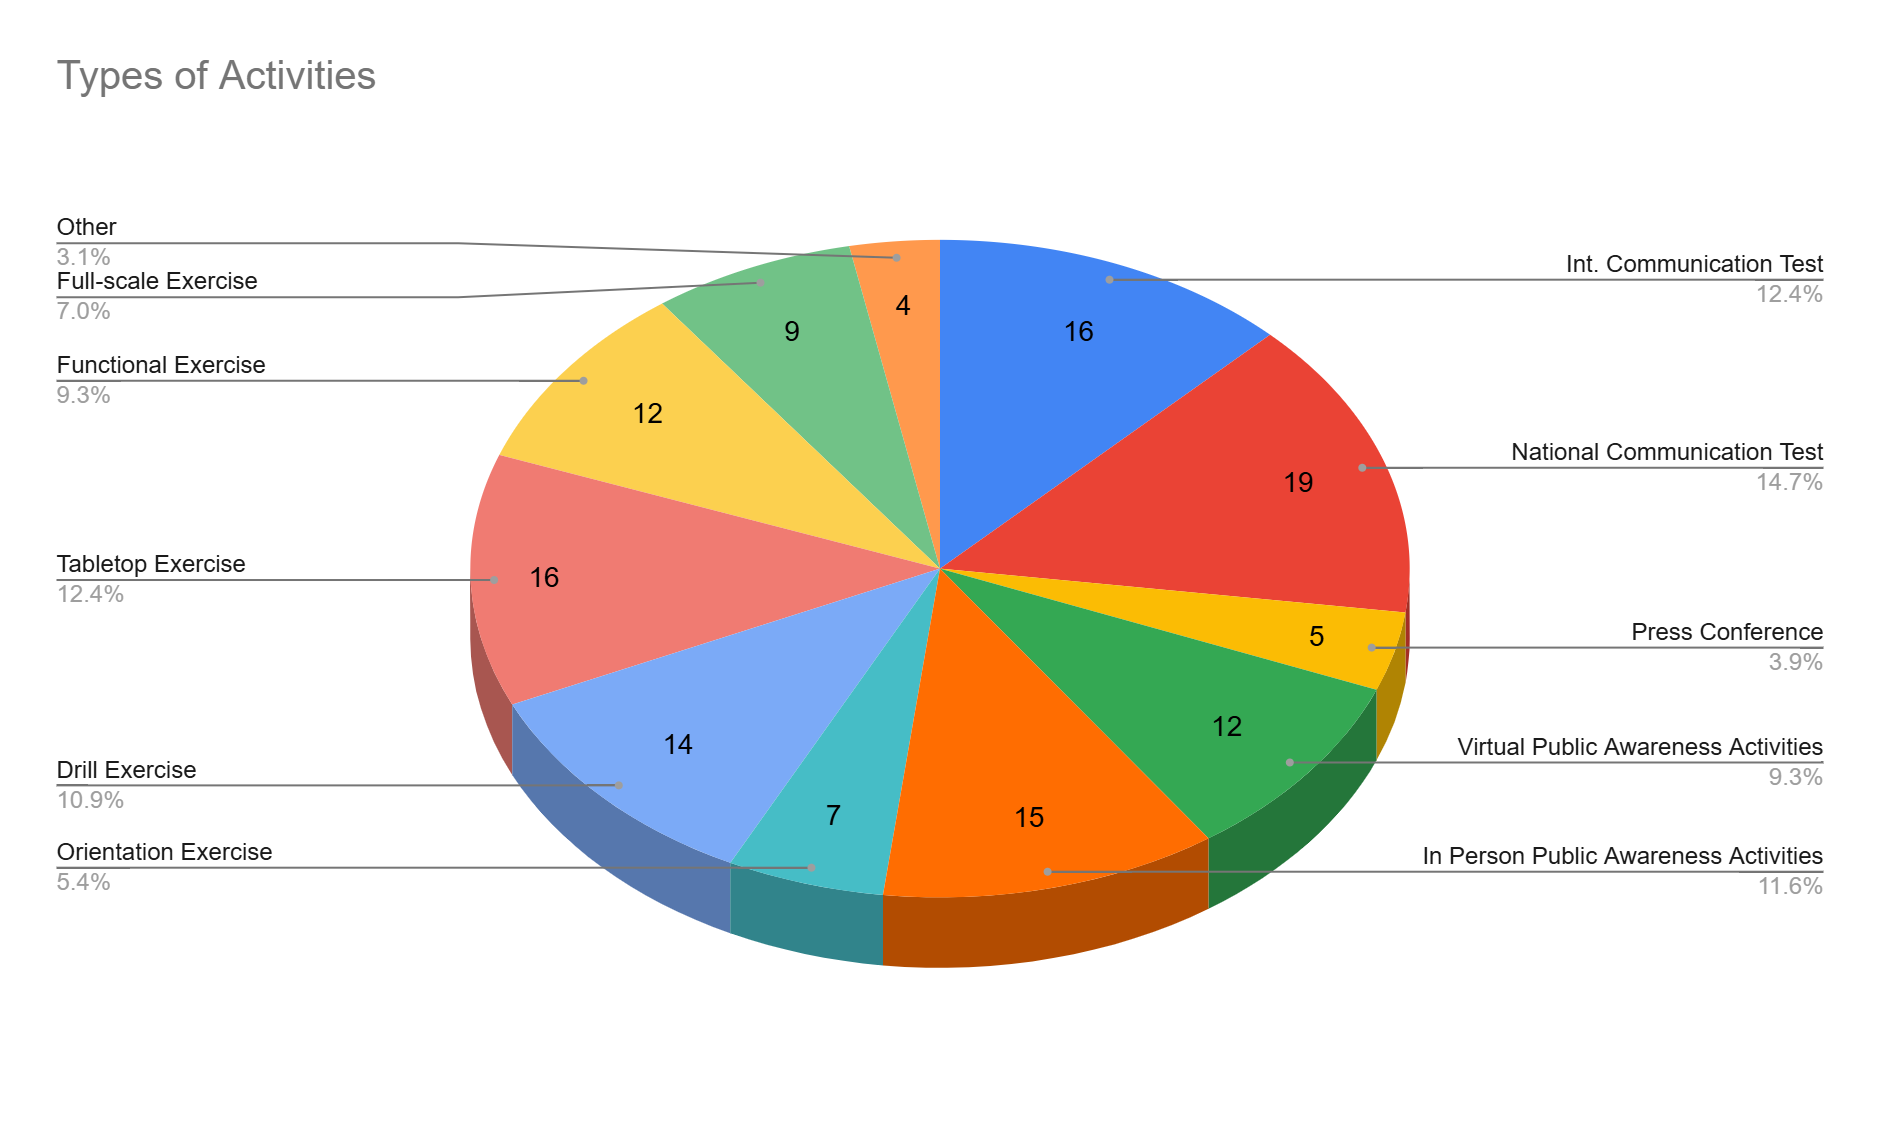 Types of Activities
Other
3.1%
Full-scale Exercise
7.0%
Functional Exercise
9.3%
Tabletop Exercise
12.4%
Drill Exercise
10.9%
Orientation Exercise
5.4%
4
9
12
16
14
7
16
19
5
12
15
Int. Communication Test
12.4%
National Communication Test
14.7%
Press Conference
3.9%
Virtual Public Awareness Activities
9.3%
In Person Public Awareness Activities
11.6%